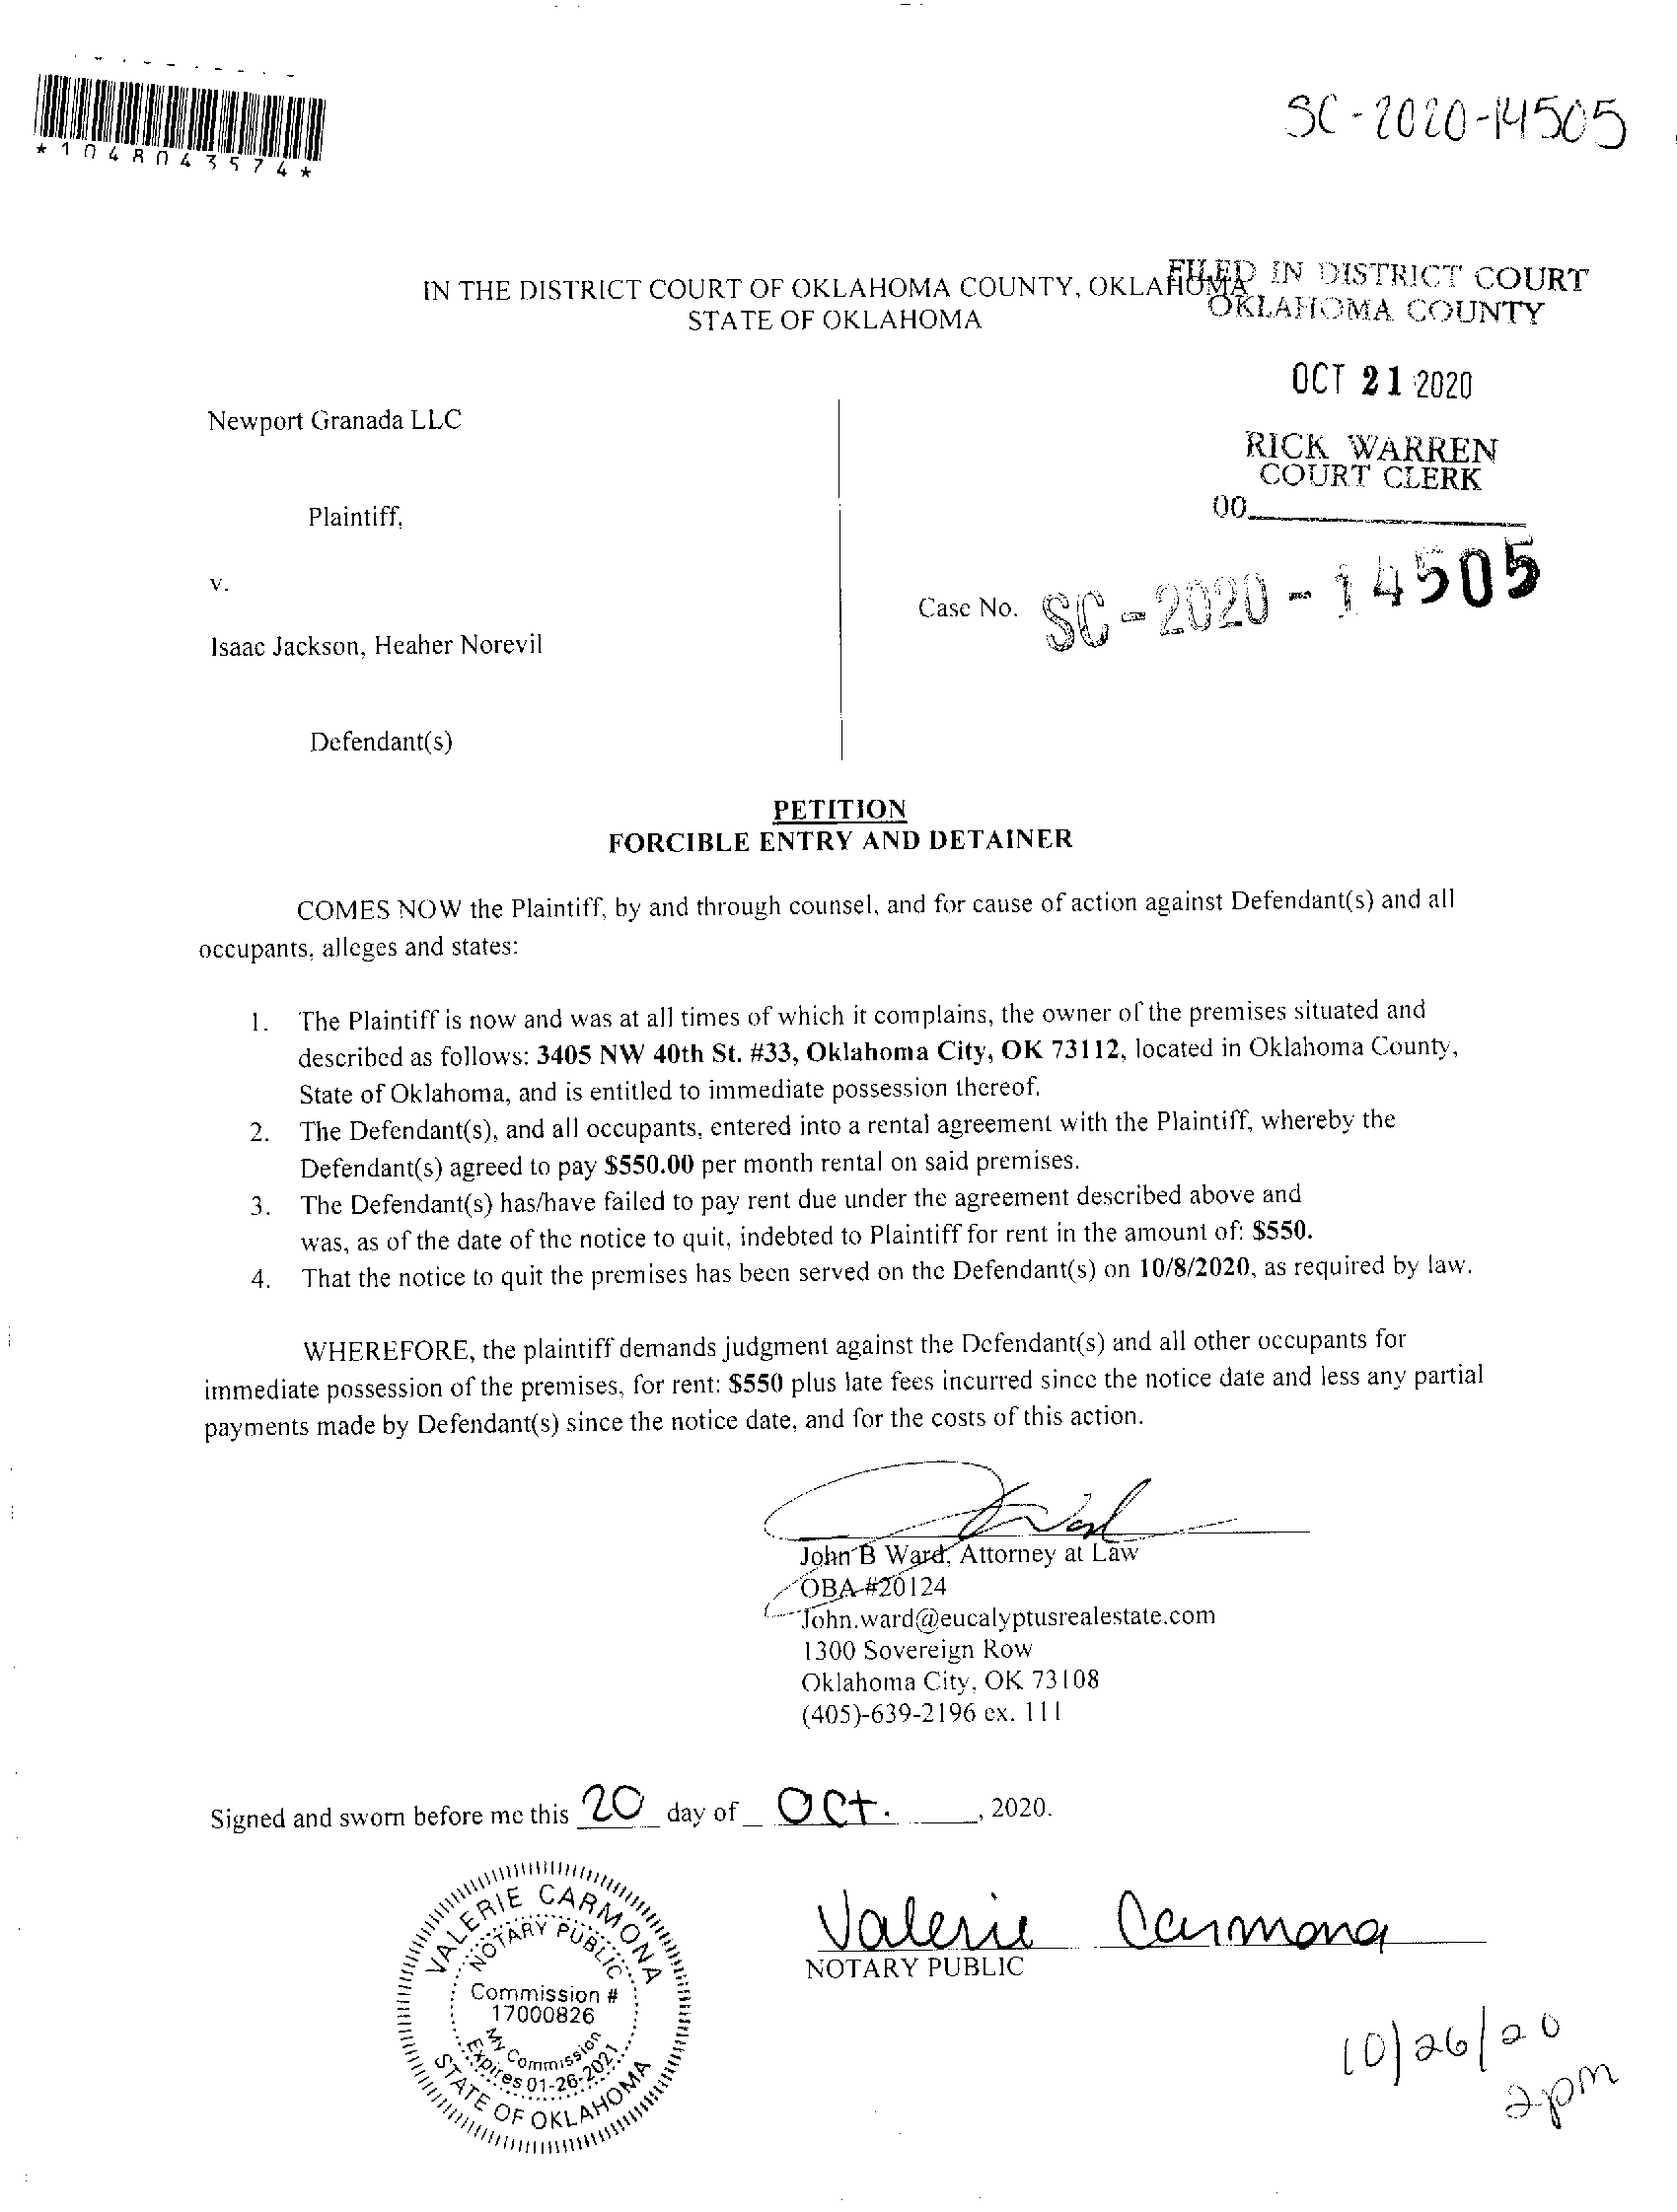 *1048043574*
SC-2020-14505
IN THE DISTRICT COURT OF OKLAHOMA COUNTY, OKLAHOMA
STATE OF OKLAHOMA
FILED IN DISTRICT COURT
OKLAHOMA COUNTY
OCT 21 2020
RICK WARREN
COURT CLERK
00
Newport Granada LLC
Plaintiff,
v.
Case No. SC-2020-14505
Isaac Jackson, Heaher Norevil
Defendant(s)
PETITION
FORCIBLE ENTRY AND DETAINER
COMES NOW the Plaintiff, by and through counsel, and for cause of action against Defendant(s) and all
occupants, alleges and states:
1. The Plaintiff is now and was at all times of which it complains, the owner of the premises situated and
described as follows: 3405 NW 40th St. #33, Oklahoma City, OK 73112, located in Oklahoma County,
State of Oklahoma, and is entitled to immediate possession thereof.
2. The Defendant(s), and all occupants, entered into a rental agreement with the Plaintiff, whereby the
Defendant(s) agreed to pay $550.00 per month rental on said premises.
3. The Defendant(s) has/have failed to pay rent due under the agreement described above and
was, as of the date of the notice to quit, indebted to Plaintiff for rent in the amount of: $550.
4. That the notice to quit the premises has been served on the Defendant(s) on 10/8/2020, as required by law.
WHEREFORE, the plaintiff demands judgment against the Defendant(s) and all other occupants for
immediate possession of the premises, for rent: $550 plus late fees incurred since the notice date and less any partial
payments made by Defendant(s) since the notice date, and for the costs of this action.
John B Ward, Attorney at Law
OBA #20124
John.ward@eucalyptusrealestate.com
1300 Sovereign Row
Oklahoma City, OK 73108
(405)-639-2196 ex. 111
Signed and sworn before me this 20 day of Oct. , 2020.
VALERIE CARMONA
NOTARY PUBLIC
Commission #
17000826
My Commission
Expires 01-26-2021
STATE OF OKLAHOMA
Valerie Carmona
NOTARY PUBLIC
10/26/20
2pm